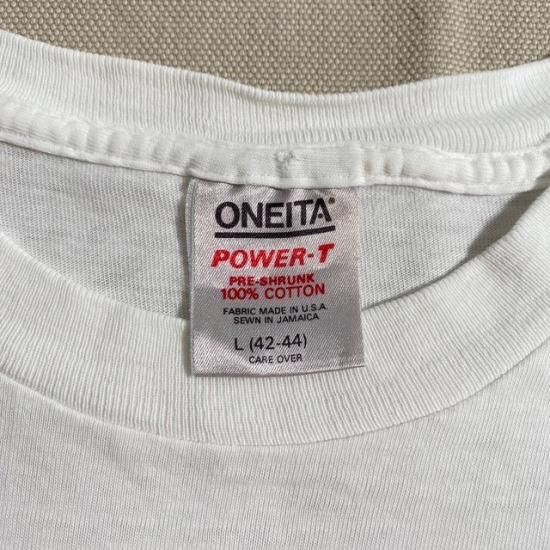 ONEITA®
POWER-T
PRE-SHRUNK
100% COTTON
FABRIC MADE IN U.S.A.
SEWN IN JAMAICA
L (42-44)
CARE OVER